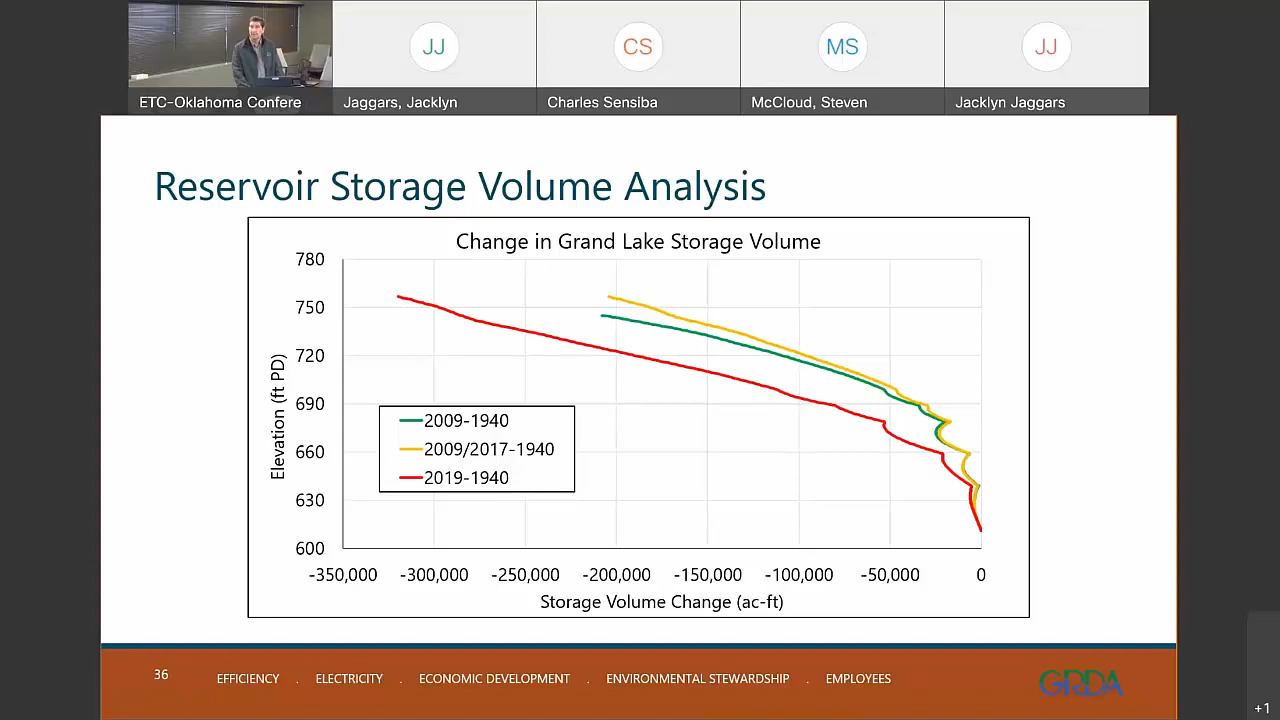 JJ
CS
MS
JJ
ETC-Oklahoma Confere
Jaggars, Jacklyn
Charles Sensiba
McCloud, Steven
Jacklyn Jaggars
Reservoir Storage Volume Analysis
Change in Grand Lake Storage Volume
780
750
720
690
660
630
600
Elevation (ft PD)
2009-1940
2009/2017-1940
2019-1940
-350,000 -300,000 -250,000 -200,000 -150,000 -100,000 -50,000 0
Storage Volume Change (ac-ft)
36
EFFICIENCY . ELECTRICITY . ECONOMIC DEVELOPMENT . ENVIRONMENTAL STEWARDSHIP . EMPLOYEES
GRDA
+1